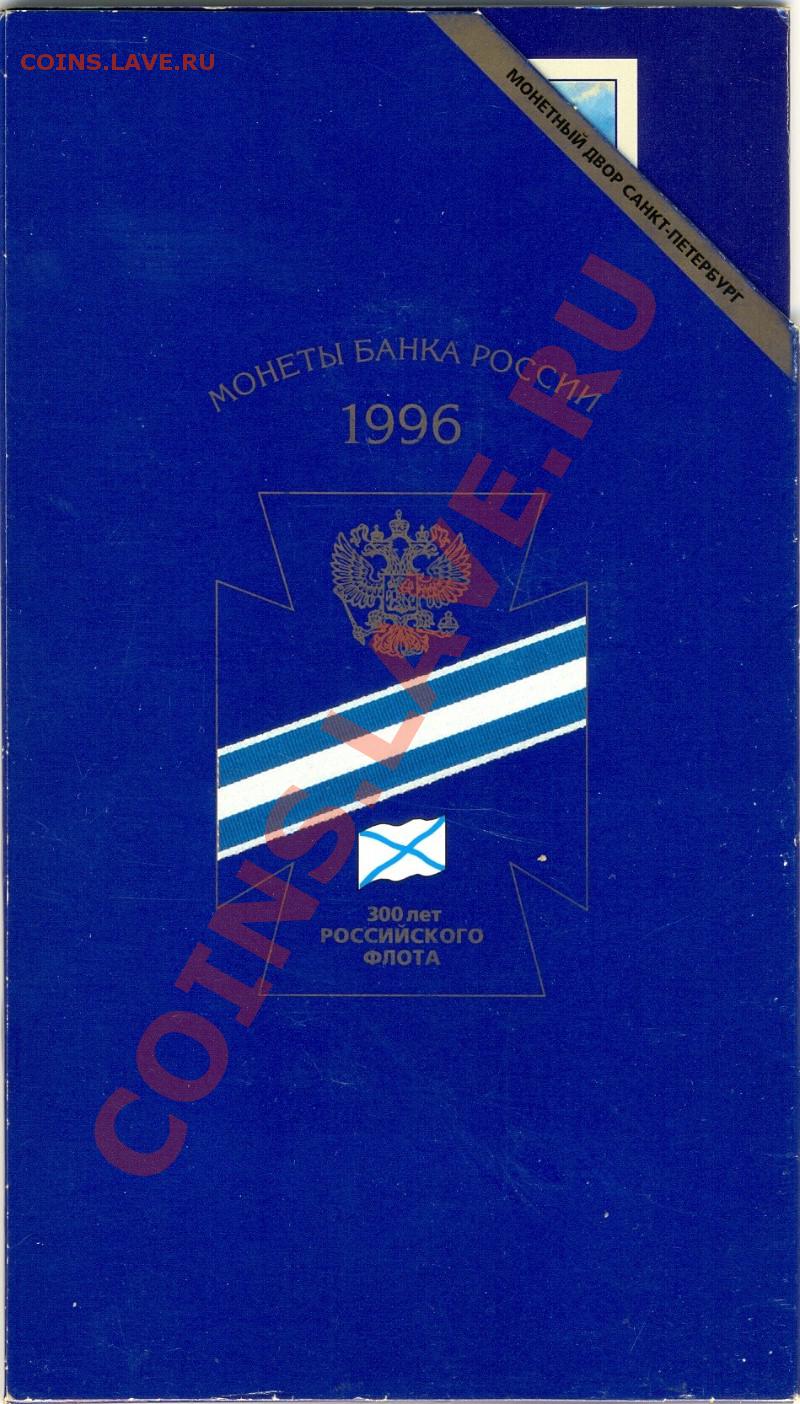 COINS.LAVE.RU
МОНЕТНЫЙ ДВОР САНКТ-ПЕТЕРБУРГ
МОНЕТЫ БАНКА РОССИИ
1996
300 лет
РОССИЙСКОГО
ФЛОТА
COINS.LAVE.RU